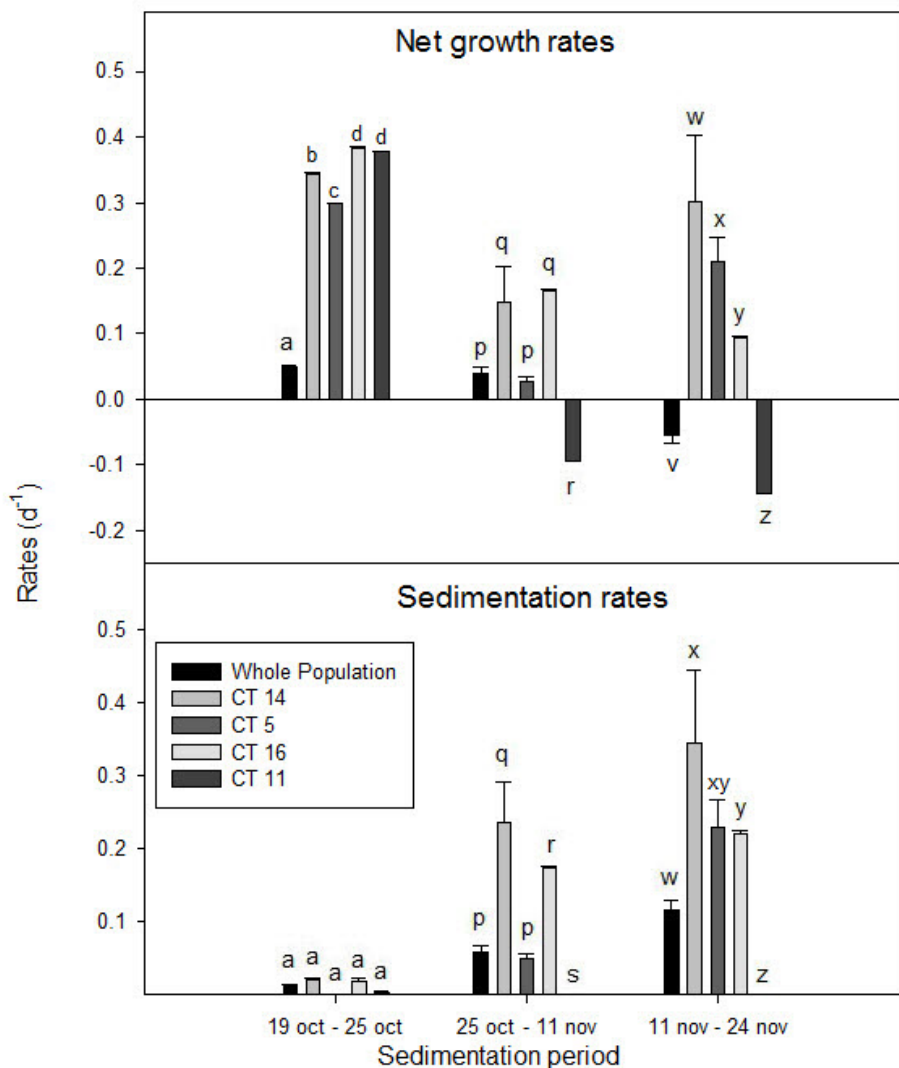 Net growth rates
0.5
0.4
0.3
0.2
0.1
0.0
-0.1
-0.2
a
b
c
d
d
p
q
p
q
r
v
w
x
y
z
Rates (d-1)
Sedimentation rates
0.5
0.4
0.3
0.2
0.1
Whole Population
CT 14
CT 5
CT 16
CT 11
a
a
a
a
a
p
q
p
r
s
w
x
xy
y
z
19 oct - 25 oct
25 oct - 11 nov
11 nov - 24 nov
Sedimentation period